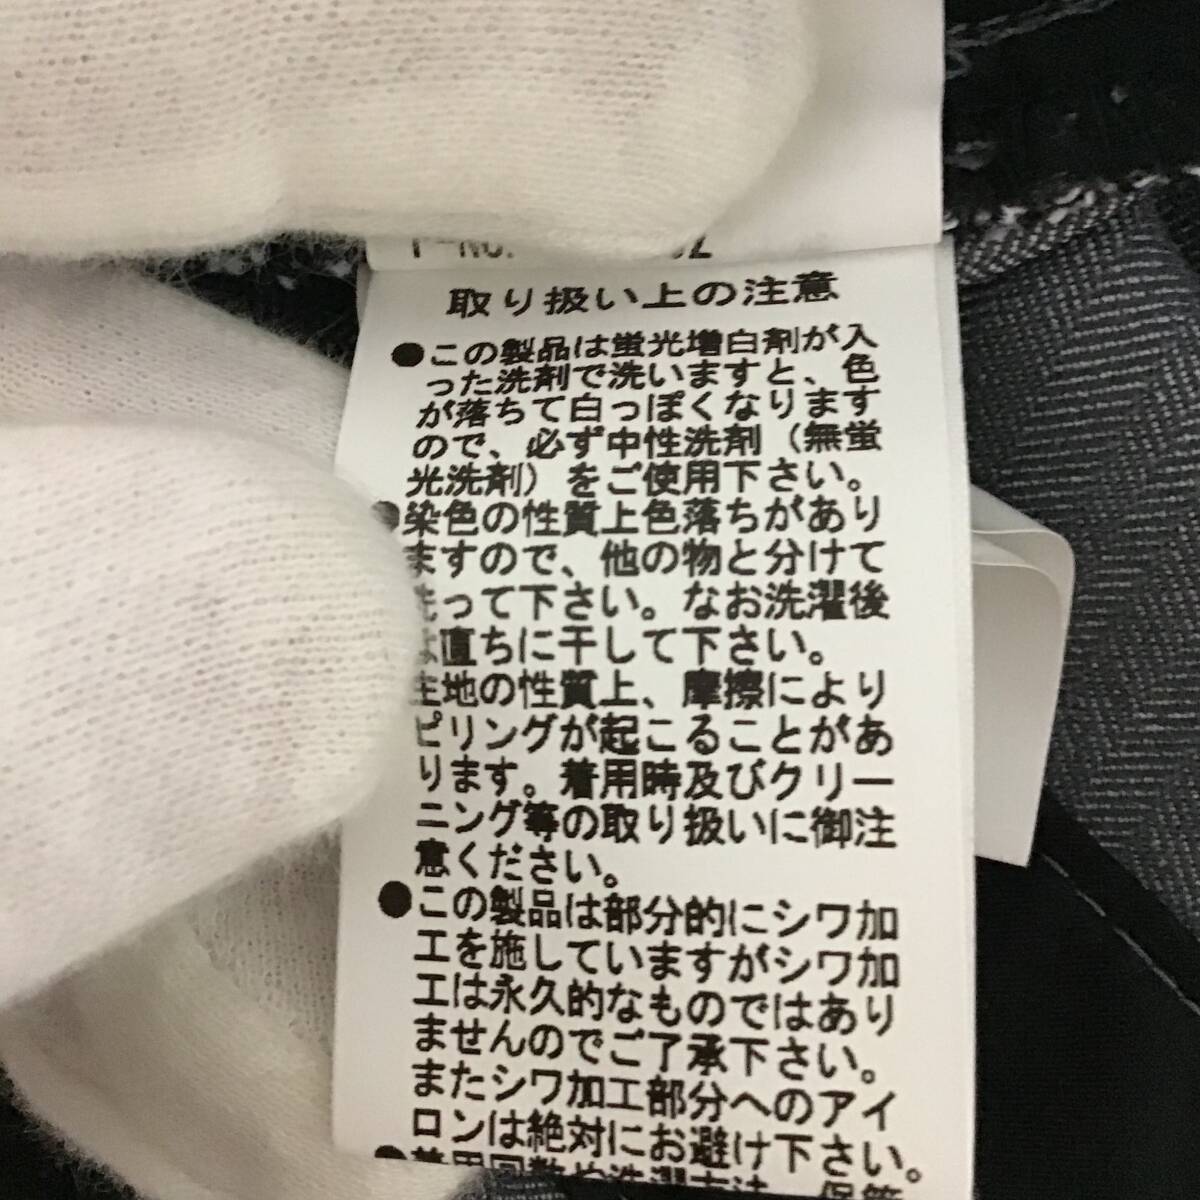 取り扱い上の注意
●この製品は蛍光増白剤が入
った洗剤で洗いますと、色
が落ちて白っぽくなります
ので、必ず中性洗剤（無蛍
光洗剤）をご使用下さい。
●染色の性質上色落ちがあり
ますので、他の物と分けて
洗って下さい。なお洗濯後
は直ちに干して下さい。
生地の性質上、摩擦により
ピリングが起こることがあ
ります。着用時及びクリー
ニング等の取り扱いに御注
意ください。
●この製品は部分的にシワ加
工を施していますがシワ加
工は永久的なものではあり
ませんのでご了承下さい。
またシワ加工部分へのアイ
ロンは絶対にお避け下さい。
●着用回数や洗濯方法、保管